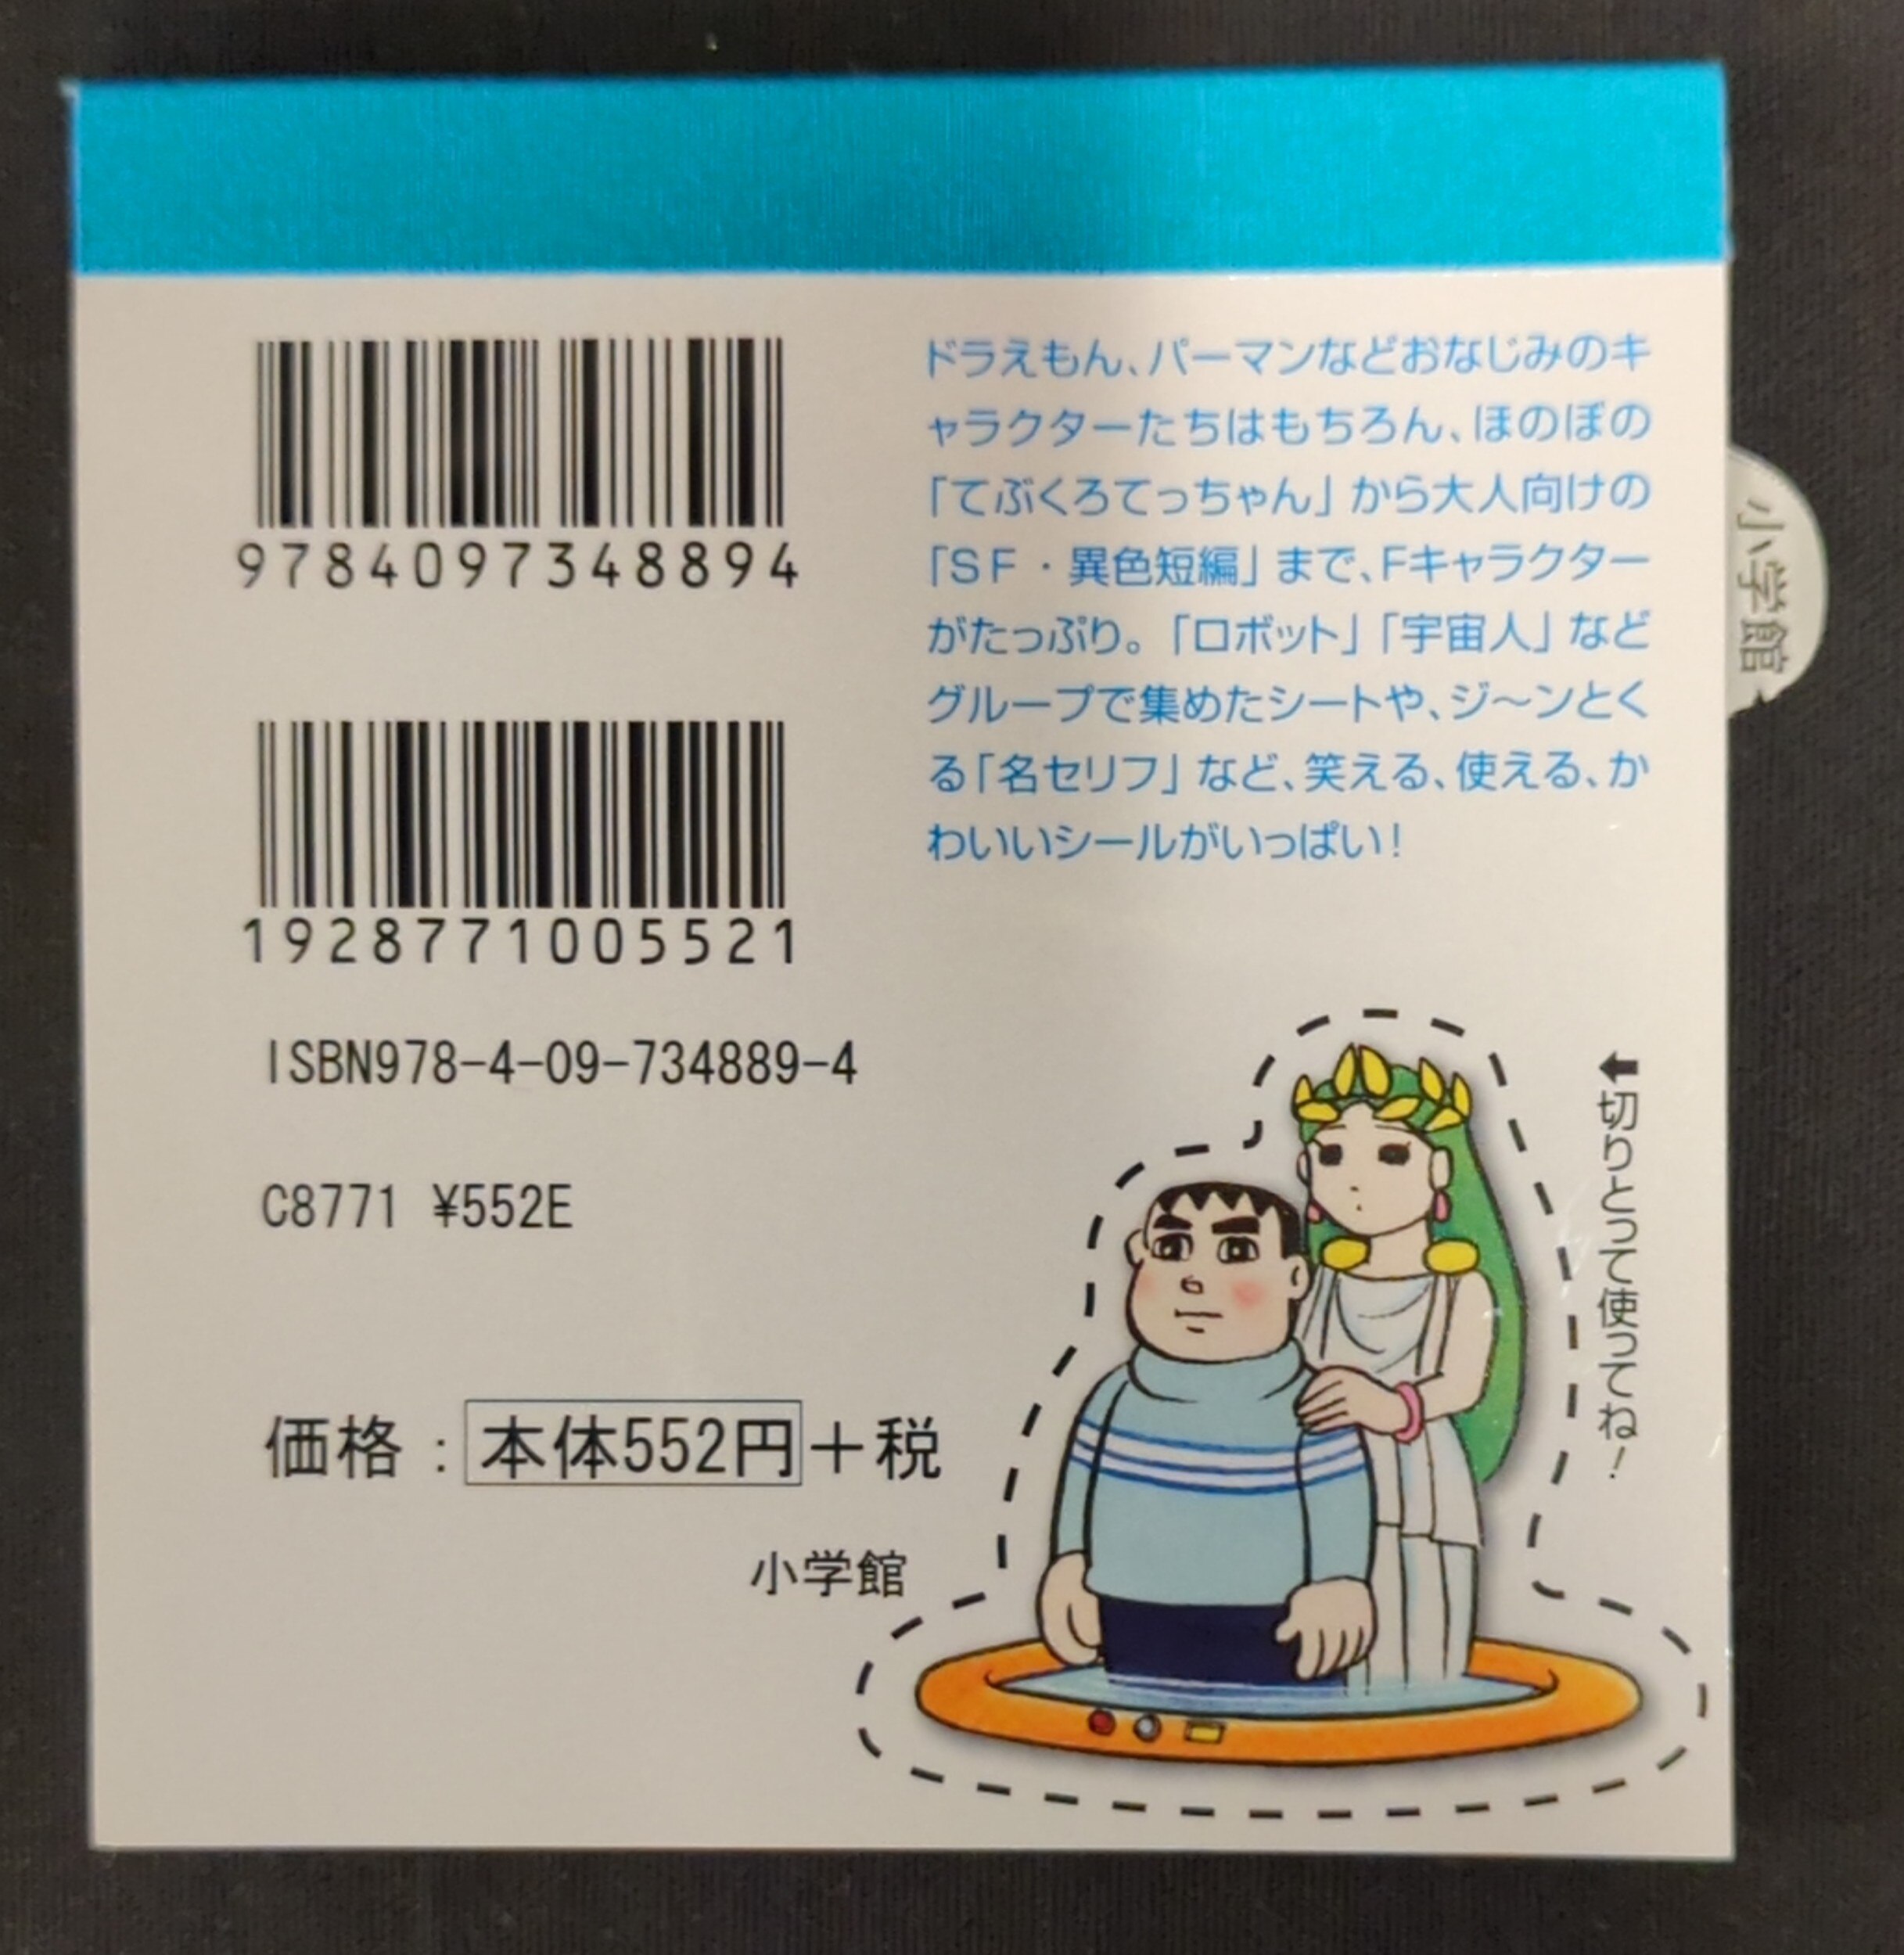 9784097348894
1928771005521
ISBN978-4-09-734889-4
C8771 ¥552E
価格：本体552円＋税
小学館
ドラえもん、パーマンなどおなじみのキ
ャラクターたちはもちろん、ほのぼの
「てぶくろてっちゃん」から大人向けの
「SF・異色短編」まで、Fキャラクター
がたっぷり。「ロボット」「宇宙人」など
グループで集めたシートや、ジ～ンとく
る「名セリフ」など、笑える、使える、か
わいいシールがいっぱい！
⬅切りとって使ってね！
小学館